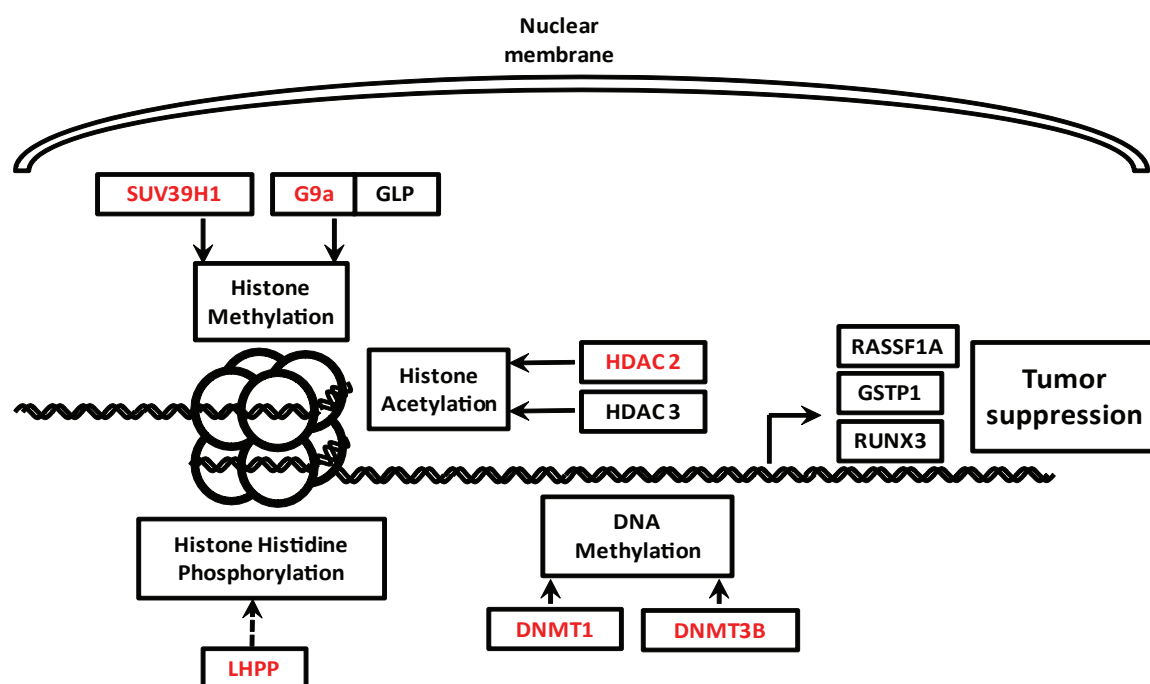 Nuclear
membrane
SUV39H1
G9a
GLP
Histone
Methylation
Histone
Acetylation
HDAC 2
HDAC 3
RASSF1A
GSTP1
RUNX3
Tumor
suppression
Histone Histidine
Phosphorylation
LHPP
DNA
Methylation
DNMT1
DNMT3B